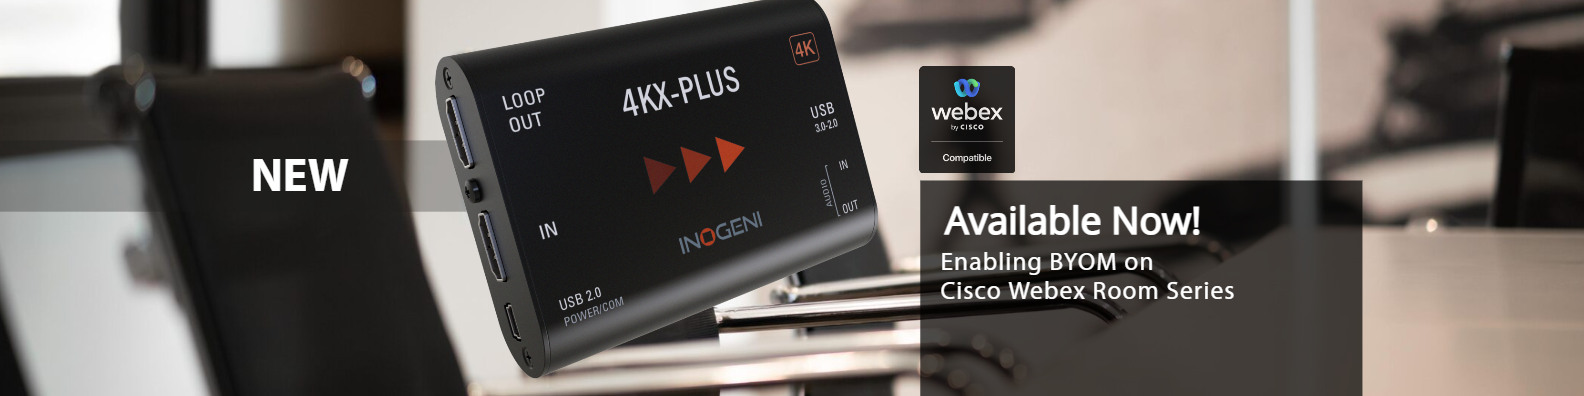 NEW
LOOP
OUT
4KX-PLUS
4K
USB
3.0-2.0
IN
AUDIO
OUT
IN
INOGENI
USB 2.0
POWER/COM
webex
by CISCO
Compatible
Available Now!
Enabling BYOM on
Cisco Webex Room Series